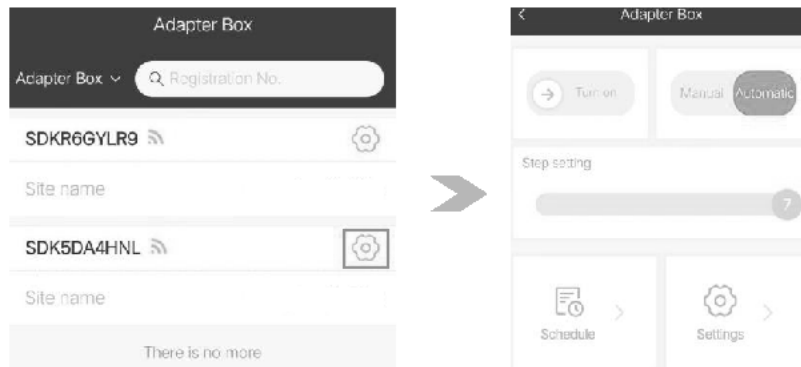 Adapter Box
Adapter Box
Registration No.
SDKR6GYLR9
Site name
SDK5DA4HNL
Site name
There is no more
Adapter Box
Turn on
Manual Automatic
Step setting
7
Schedule
Settings